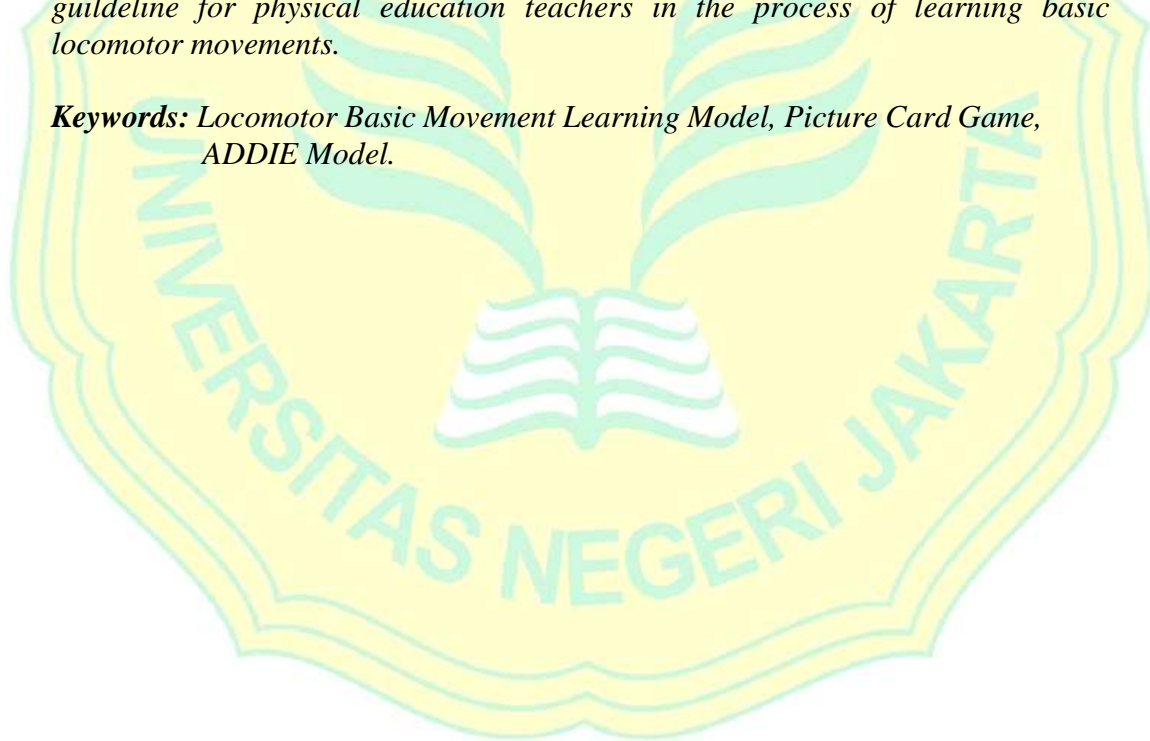 guildeline for physical education teachers in the process of learning basic
locomotor movements.
Keywords: Locomotor Basic Movement Learning Model, Picture Card Game,
ADDIE Model.
UNIVERSITAS NEGERI JAKARTA